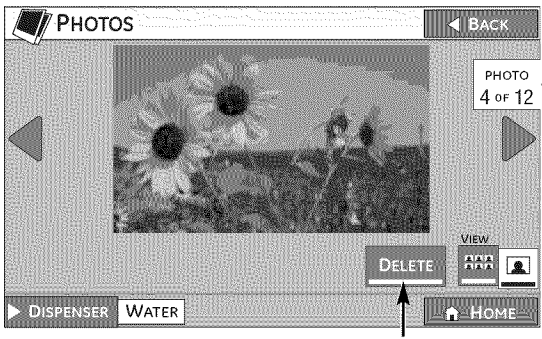 PHOTOS
◀ BACK
PHOTO
4 OF 12
VIEW
DELETE
▶ DISPENSER WATER
HOME